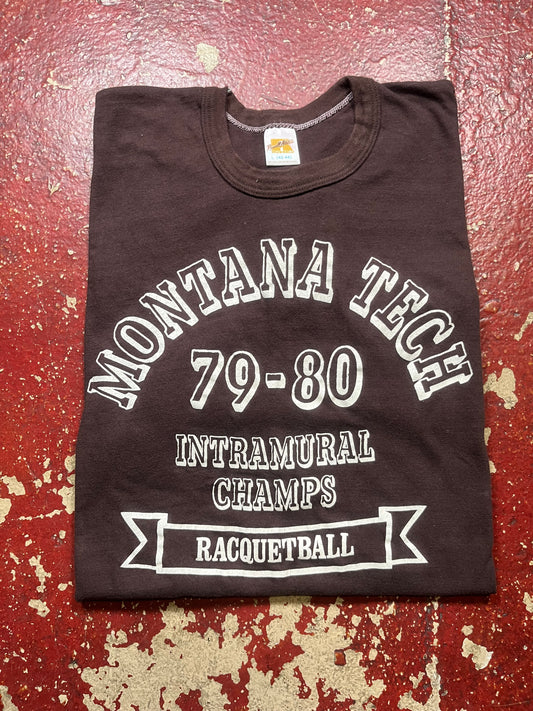 MONTANA TECH
79-80
INTRAMURAL
CHAMPS
RACQUETBALL